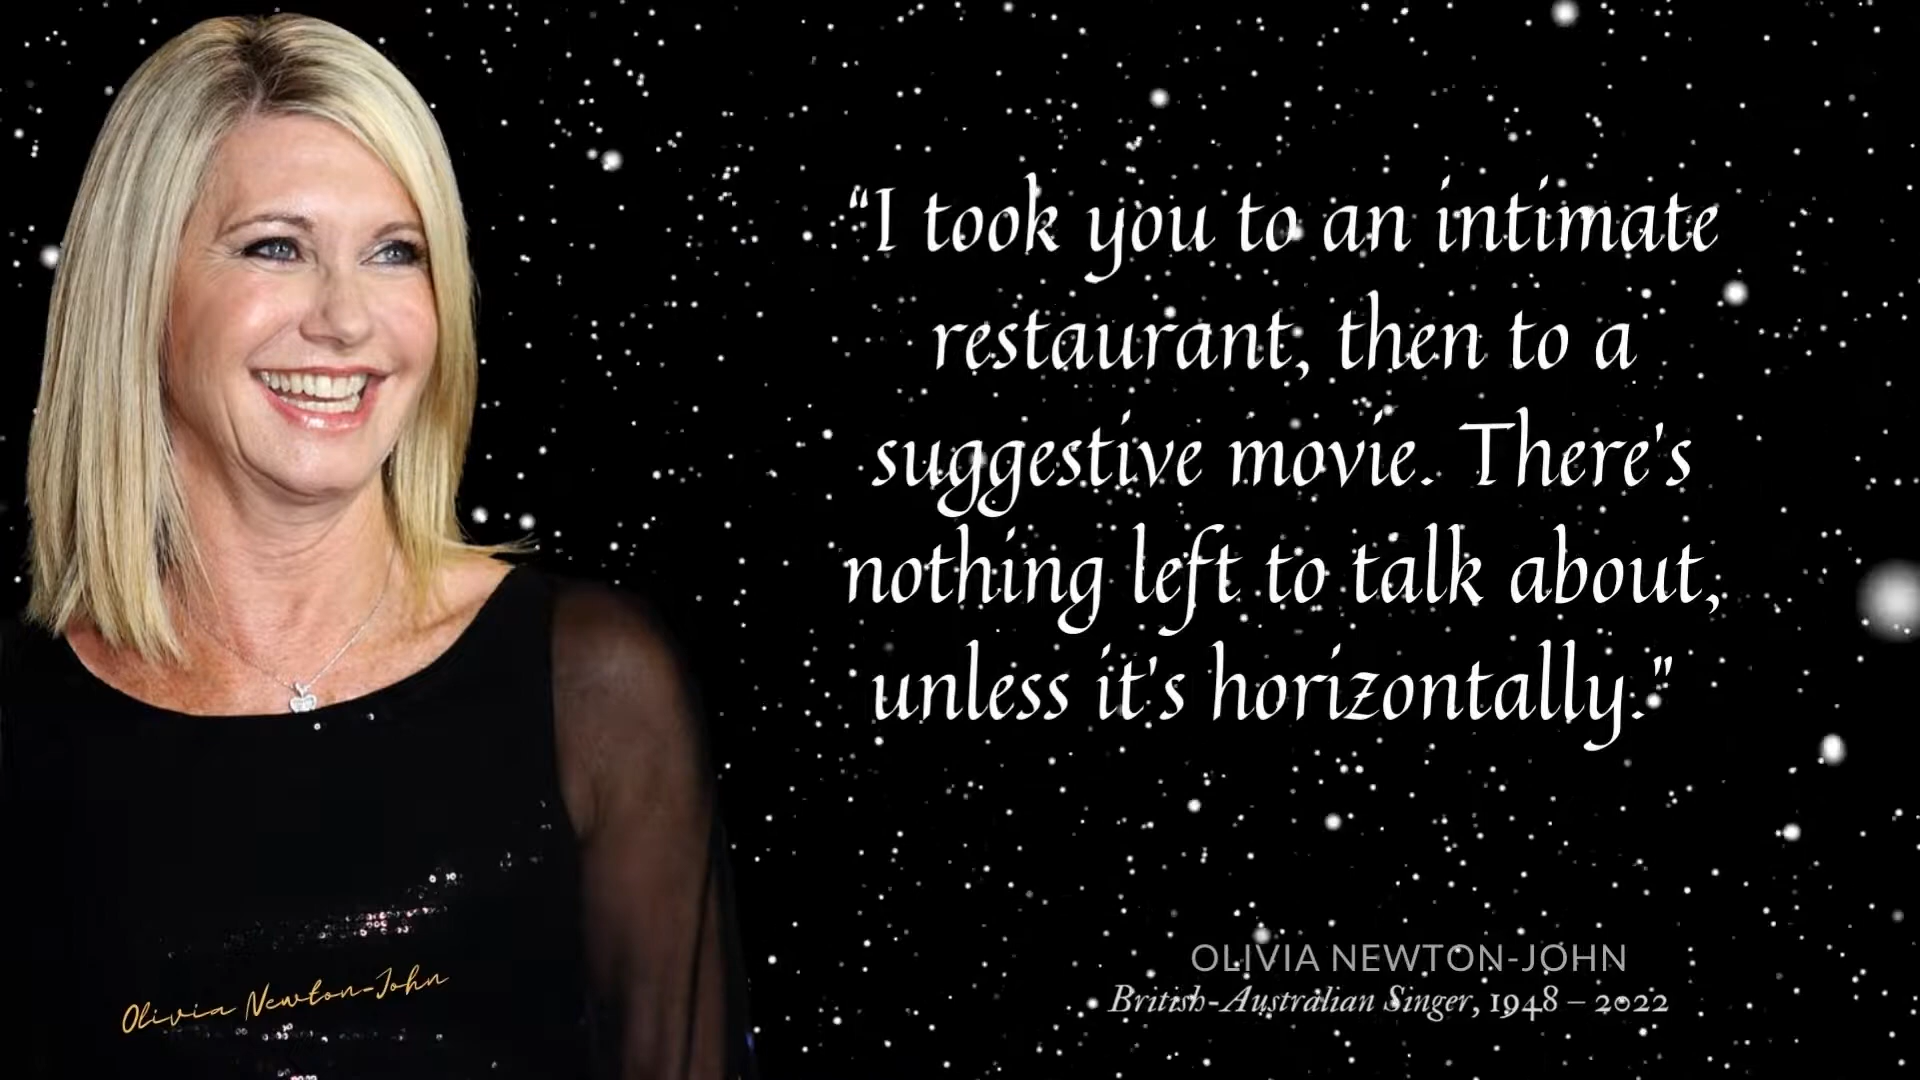 “I took you to an intimate
restaurant, then to a
suggestive movie. There's
nothing left to talk about,
unless it's horizontally."
OLIVIA NEWTON-JOHN
British-Australian Singer, 1948 – 2022
Olivia Newton-John